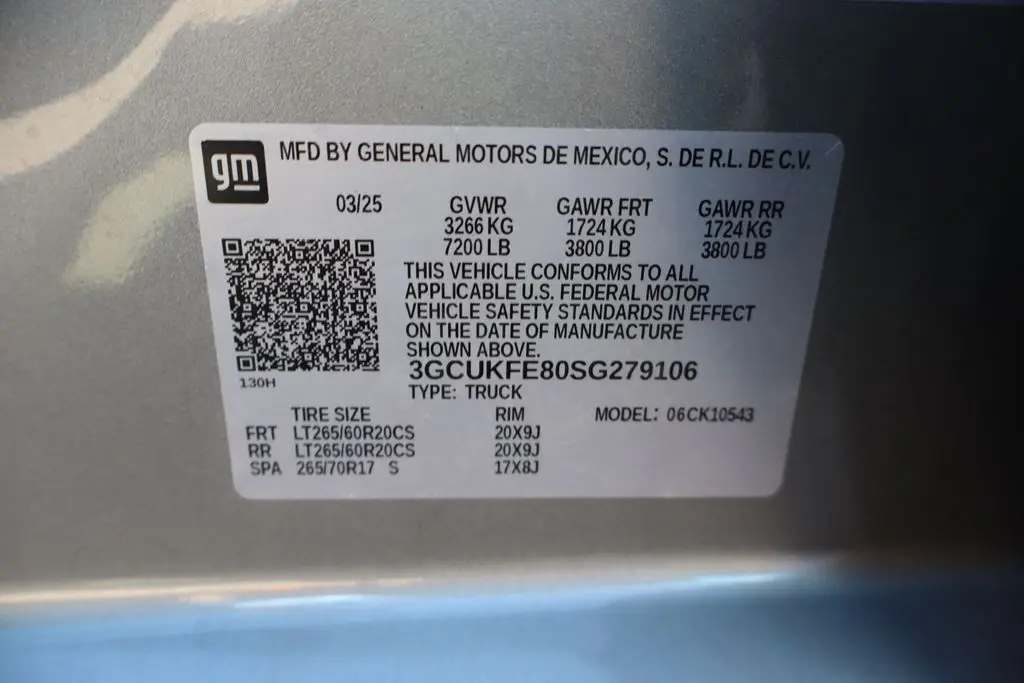 gm
MFD BY GENERAL MOTORS DE MEXICO, S. DE R.L. DE C.V.
03/25 GVWR GAWR FRT GAWR RR
3266 KG 1724 KG 1724 KG
7200 LB 3800 LB 3800 LB
THIS VEHICLE CONFORMS TO ALL
APPLICABLE U.S. FEDERAL MOTOR
VEHICLE SAFETY STANDARDS IN EFFECT
ON THE DATE OF MANUFACTURE
SHOWN ABOVE.
3GCUKFE80SG279106
130H
TYPE: TRUCK
TIRE SIZE RIM MODEL: 06CK10543
FRT LT265/60R20CS 20X9J
RR LT265/60R20CS 20X9J
SPA 265/70R17 S 17X8J